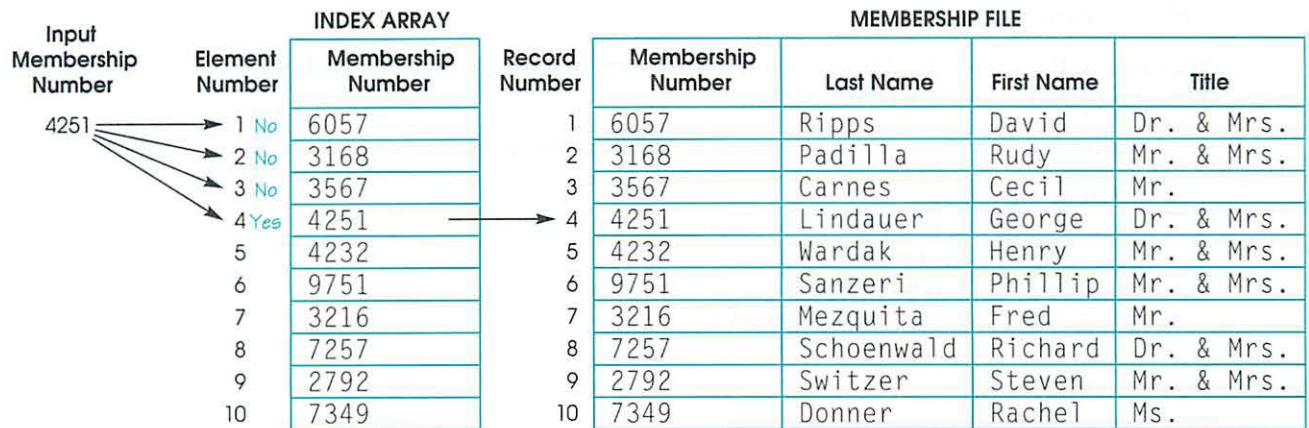 INDEX ARRAY MEMBERSHIP FILE
Input Membership Number Element Number Membership Number Record Number Membership Number Last Name First Name Title
4251 1 No 6057 1 6057 Ripps David Dr. & Mrs.
2 No 3168 2 3168 Padilla Rudy Mr. & Mrs.
3 No 3567 3 3567 Carnes Cecil Mr.
4 Yes 4251 4 4251 Lindauer George Dr. & Mrs.
5 4232 5 4232 Wardak Henry Mr. & Mrs.
6 9751 6 9751 Sanzeri Phillip Mr. & Mrs.
7 3216 7 3216 Mezquita Fred Mr.
8 7257 8 7257 Schoenwald Richard Dr. & Mrs.
9 2792 9 2792 Switzer Steven Mr. & Mrs.
10 7349 10 7349 Donner Rachel Ms.